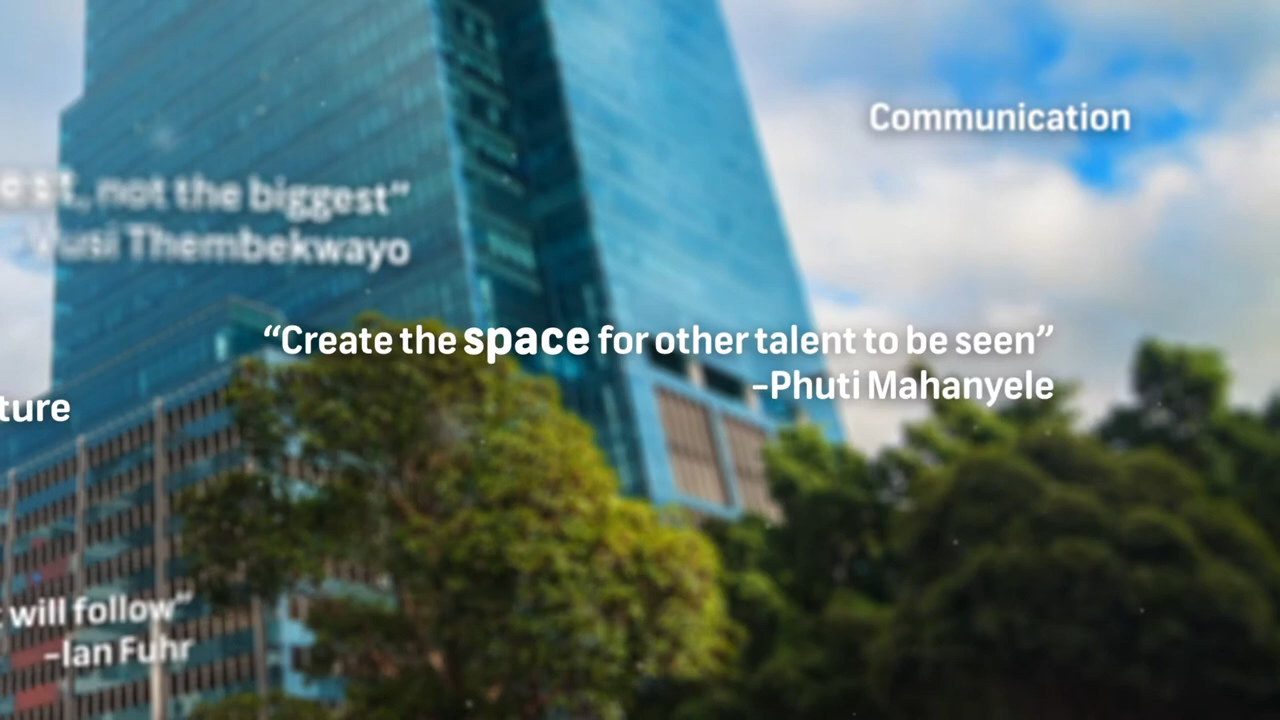 Communication
not the biggest”
Vusi Thembekwayo
“Create the space for other talent to be seen”
–Phuti Mahanyele
ture
will follow”
–Ian Fuhr